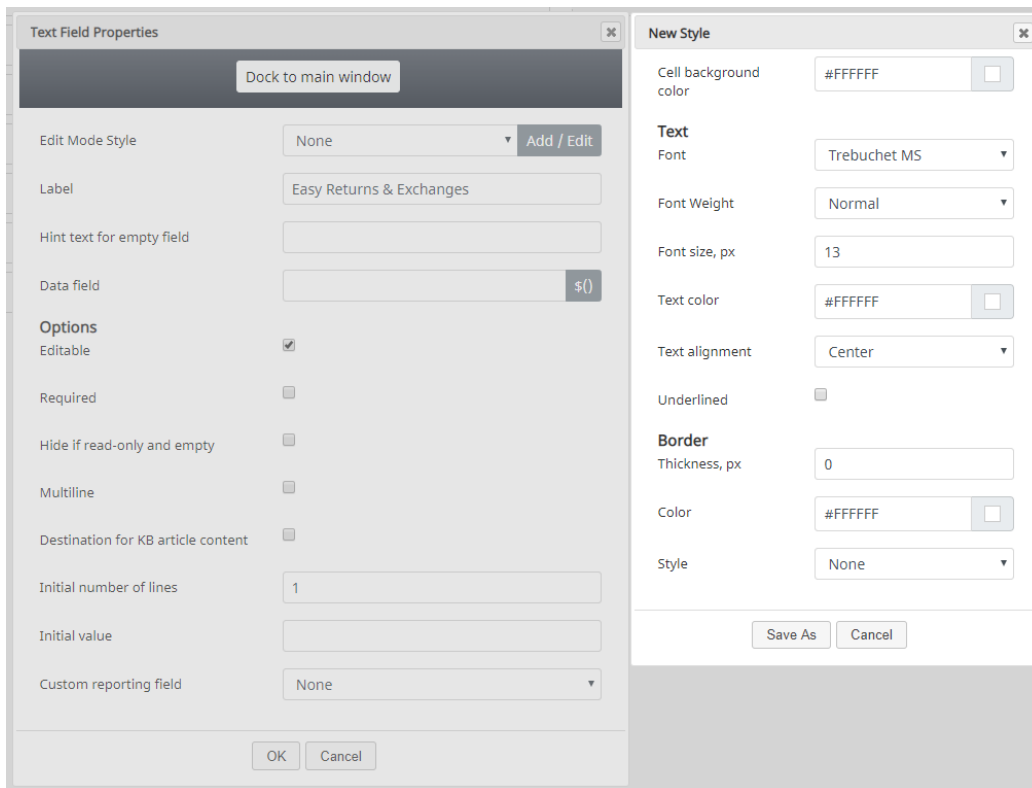 Text Field Properties
Dock to main window
Edit Mode Style
None
Add / Edit
Label
Easy Returns & Exchanges
Hint text for empty field
Data field
$()
Options
Editable
Required
Hide if read-only and empty
Multiline
Destination for KB article content
Initial number of lines
1
Initial value
Custom reporting field
None
OK
Cancel
New Style
Cell background
color
#FFFFFF
Text
Font
Trebuchet MS
Font Weight
Normal
Font size, px
13
Text color
#FFFFFF
Text alignment
Center
Underlined
Border
Thickness, px
0
Color
#FFFFFF
Style
None
Save As
Cancel